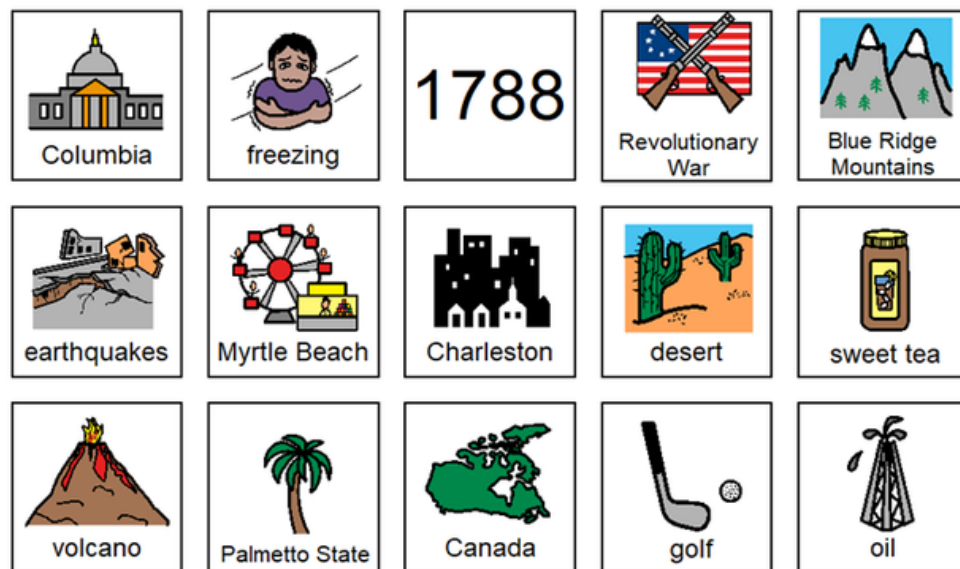 Columbia
freezing
1788
Revolutionary
War
Blue Ridge
Mountains
earthquakes
Myrtle Beach
Charleston
desert
sweet tea
volcano
Palmetto State
Canada
golf
oil